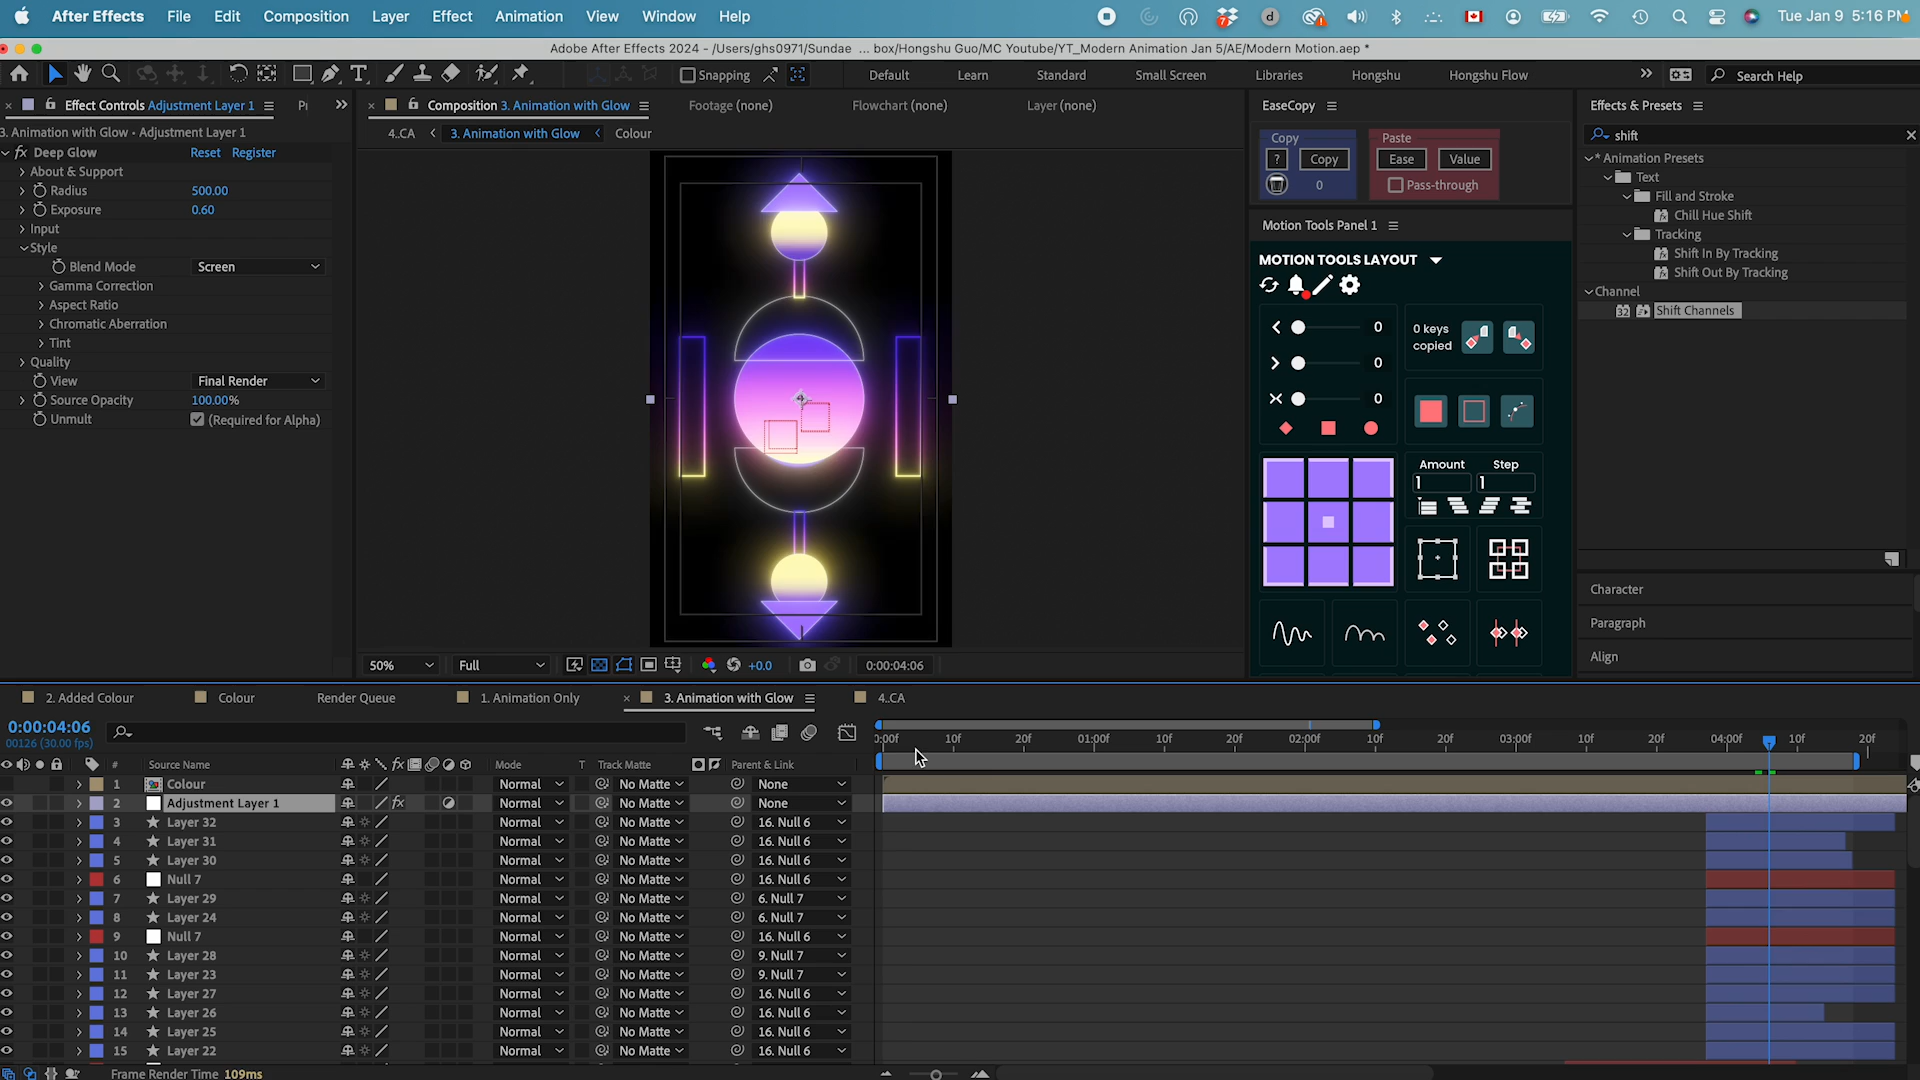 After Effects File Edit Composition Layer Effect Animation View Window Help Tue Jan 9 5:16 PM
Adobe After Effects 2024 - /Users/ghs0971/Sundae ... box/Hongshu Guo/MC Youtube/YT_Modern Animation Jan 5/AE/Modern Motion.aep *
Snapping Default Learn Standard Small Screen Libraries Hongshu Hongshu Flow Search Help
Effect Controls Adjustment Layer 1
3. Animation with Glow • Adjustment Layer 1
fx Deep Glow Reset Register
About & Support
Radius 500.00
Exposure 0.60
Input
Style
Blend Mode Screen
Gamma Correction
Aspect Ratio
Chromatic Aberration
Tint
Quality
View Final Render
Source Opacity 100.00%
Unmult (Required for Alpha)
Composition 3. Animation with Glow Footage (none) Flowchart (none) Layer (none)
4..CA 3. Animation with Glow Colour
50% Full +0.0 0:00:04:06
EaseCopy
Copy Paste
? Copy Ease Value
0 Pass-through
Motion Tools Panel 1
MOTION TOOLS LAYOUT
0
0
0
0 keys
copied
Amount Step
1 1
Effects & Presets
shift
* Animation Presets
Text
Fill and Stroke
Chill Hue Shift
Tracking
Shift In By Tracking
Shift Out By Tracking
Channel
32 Shift Channels
Character
Paragraph
Align
2. Added Colour Colour Render Queue 1. Animation Only 3. Animation with Glow 4..CA
0:00:04:06
00126 (30.00 fps)
:00f 10f 20f 01:00f 10f 20f 02:00f 10f 20f 03:00f 10f 20f 04:00f 10f 20f
# Source Name fx Mode T Track Matte Parent & Link
1 Colour Normal No Matte None
2 Adjustment Layer 1 fx Normal No Matte None
3 Layer 32 Normal No Matte 16. Null 6
4 Layer 31 Normal No Matte 16. Null 6
5 Layer 30 Normal No Matte 16. Null 6
6 Null 7 Normal No Matte 16. Null 6
7 Layer 29 Normal No Matte 6. Null 7
8 Layer 24 Normal No Matte 6. Null 7
9 Null 7 Normal No Matte 16. Null 6
10 Layer 28 Normal No Matte 9. Null 7
11 Layer 23 Normal No Matte 9. Null 7
12 Layer 27 Normal No Matte 16. Null 6
13 Layer 26 Normal No Matte 16. Null 6
14 Layer 25 Normal No Matte 16. Null 6
15 Layer 22 Normal No Matte 16. Null 6
Frame Render Time 109ms